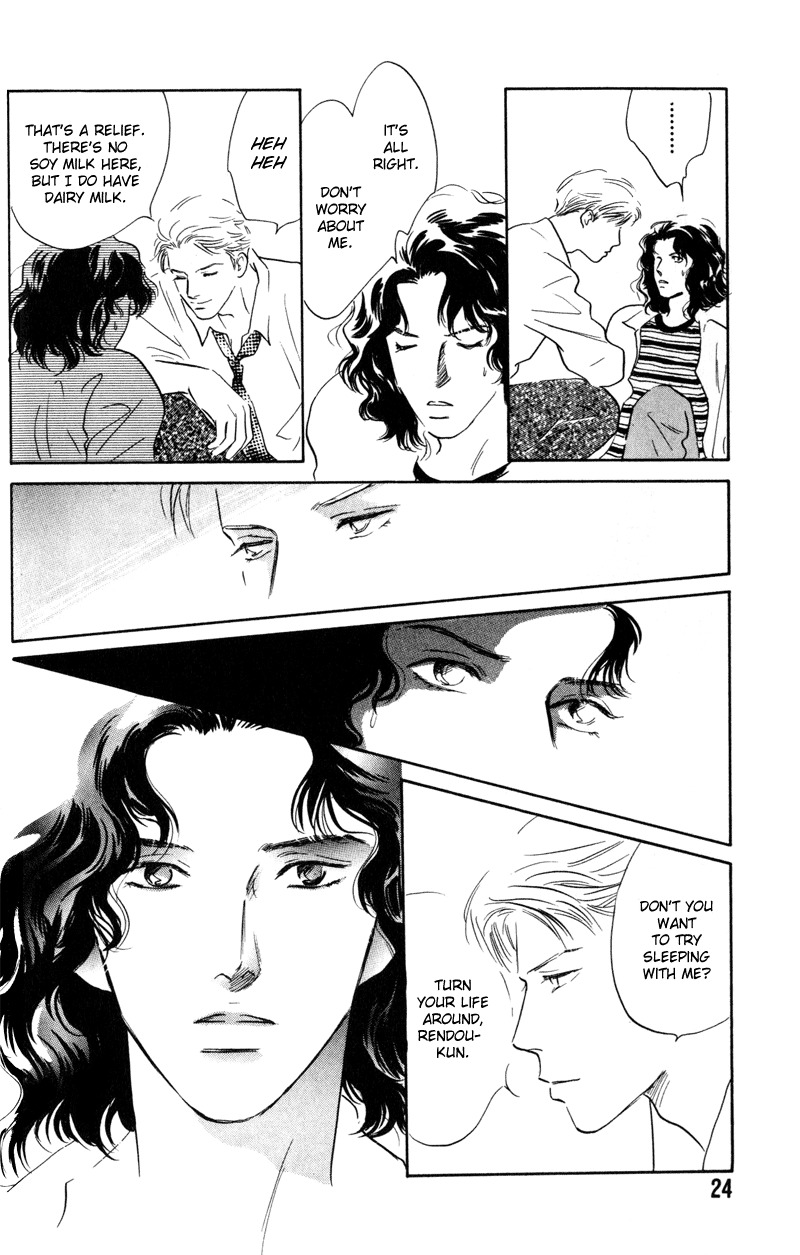 ..........
IT'S
ALL
RIGHT.
DON'T
WORRY
ABOUT
ME.
HEH
HEH
THAT'S A RELIEF.
THERE'S NO
SOY MILK HERE,
BUT I DO HAVE
DAIRY MILK.
DON'T YOU
WANT
TO TRY
SLEEPING
WITH ME?
TURN
YOUR LIFE
AROUND,
RENDOU-
KUN.
24